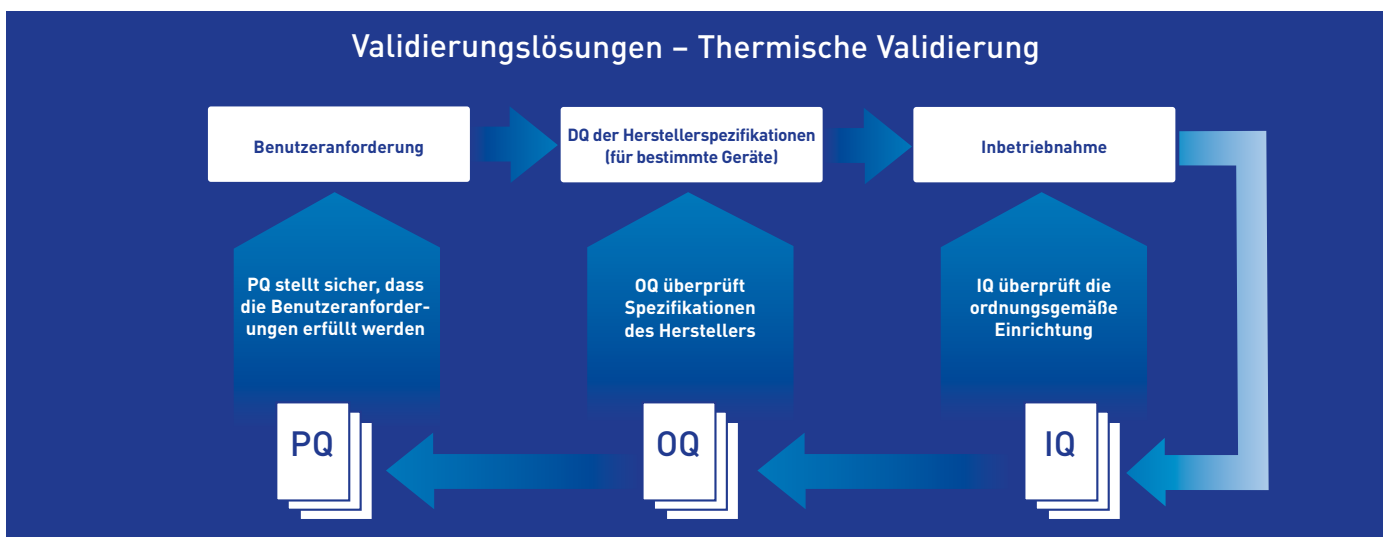 Validierungslösungen – Thermische Validierung
Benutzeranforderung
DQ der Herstellerspezifikationen
(für bestimmte Geräte)
Inbetriebnahme
PQ stellt sicher, dass
die Benutzeranforder-
ungen erfüllt werden
OQ überprüft
Spezifikationen
des Herstellers
IQ überprüft die
ordnungsgemäße
Einrichtung
PQ
OQ
IQ